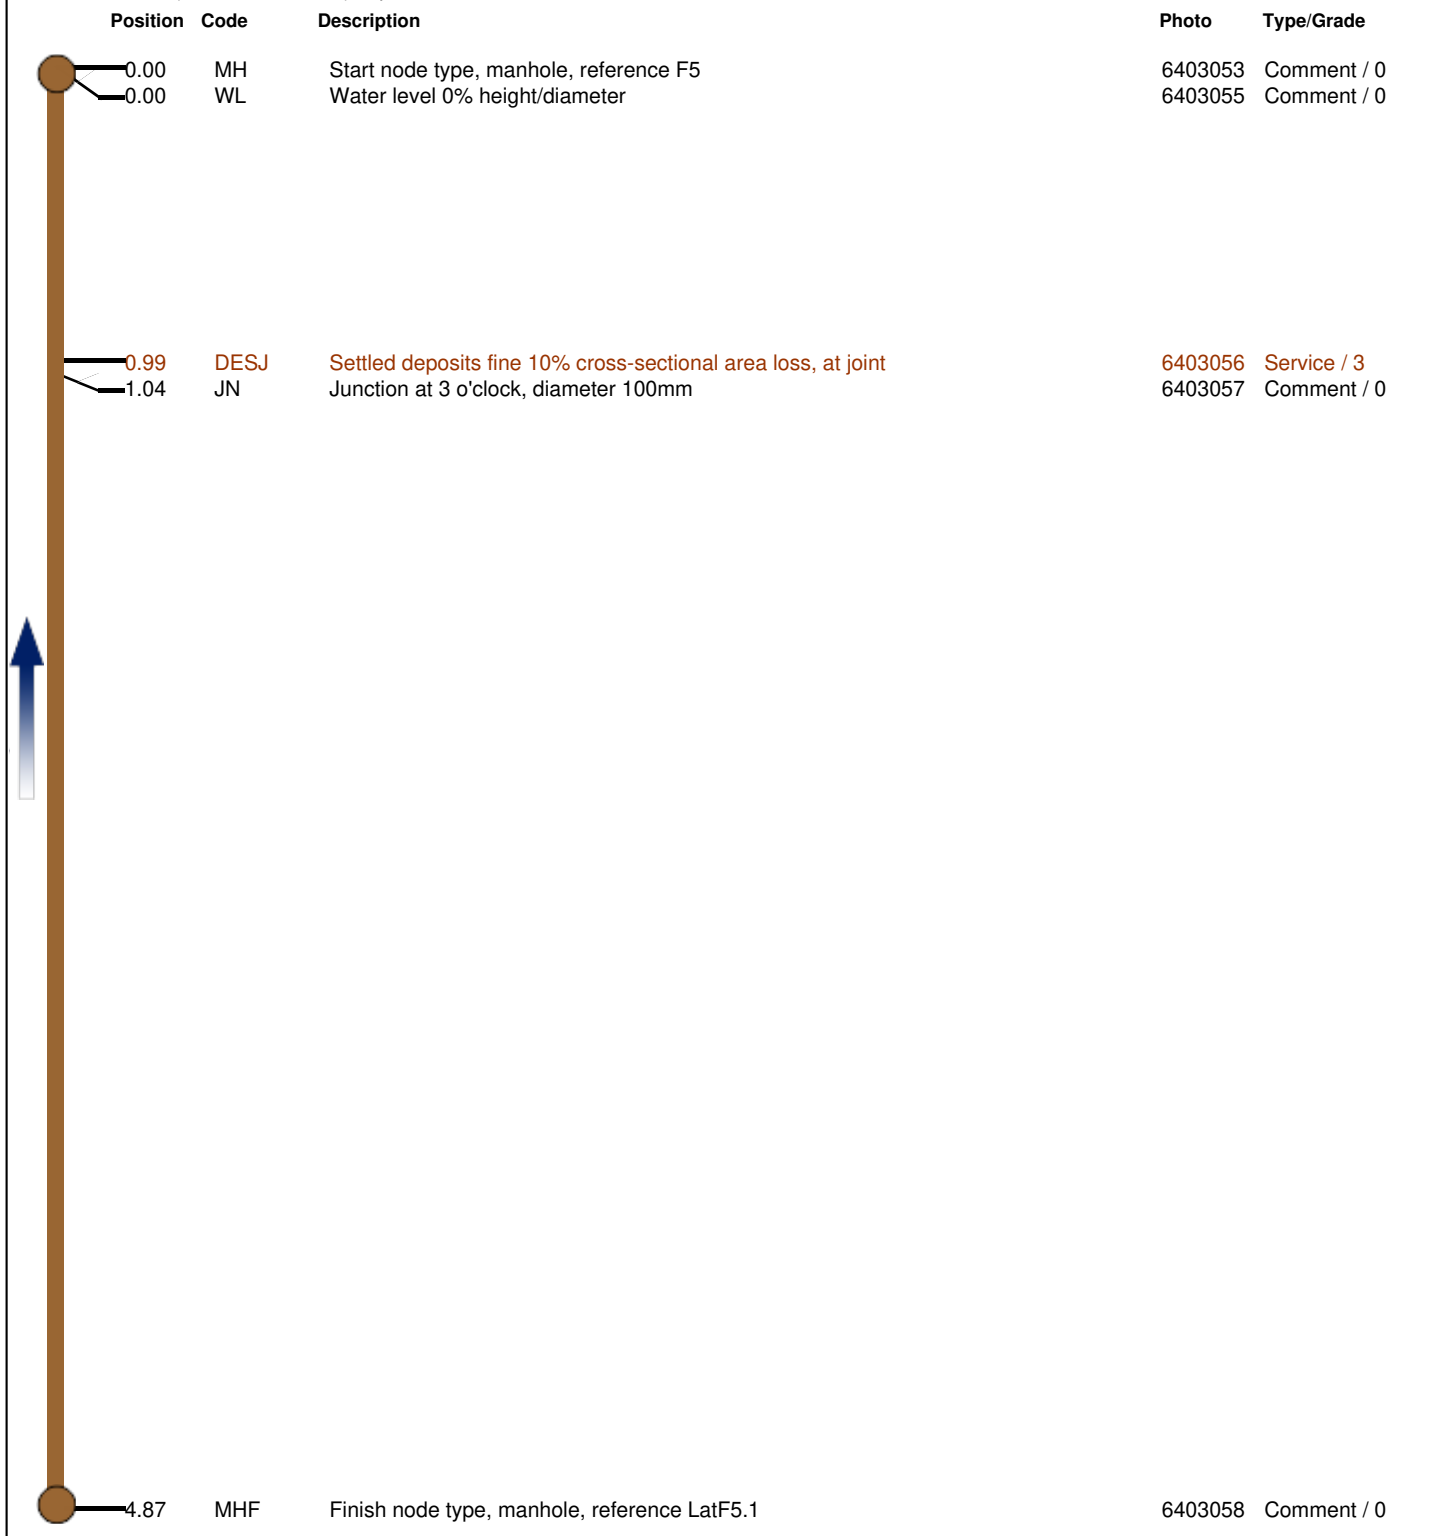 Position Code Description Photo Type/Grade
0.00 MH Start node type, manhole, reference F5 6403053 Comment / 0
0.00 WL Water level 0% height/diameter 6403055 Comment / 0
0.99 DESJ Settled deposits fine 10% cross-sectional area loss, at joint 6403056 Service / 3
1.04 JN Junction at 3 o'clock, diameter 100mm 6403057 Comment / 0
4.87 MHF Finish node type, manhole, reference LatF5.1 6403058 Comment / 0